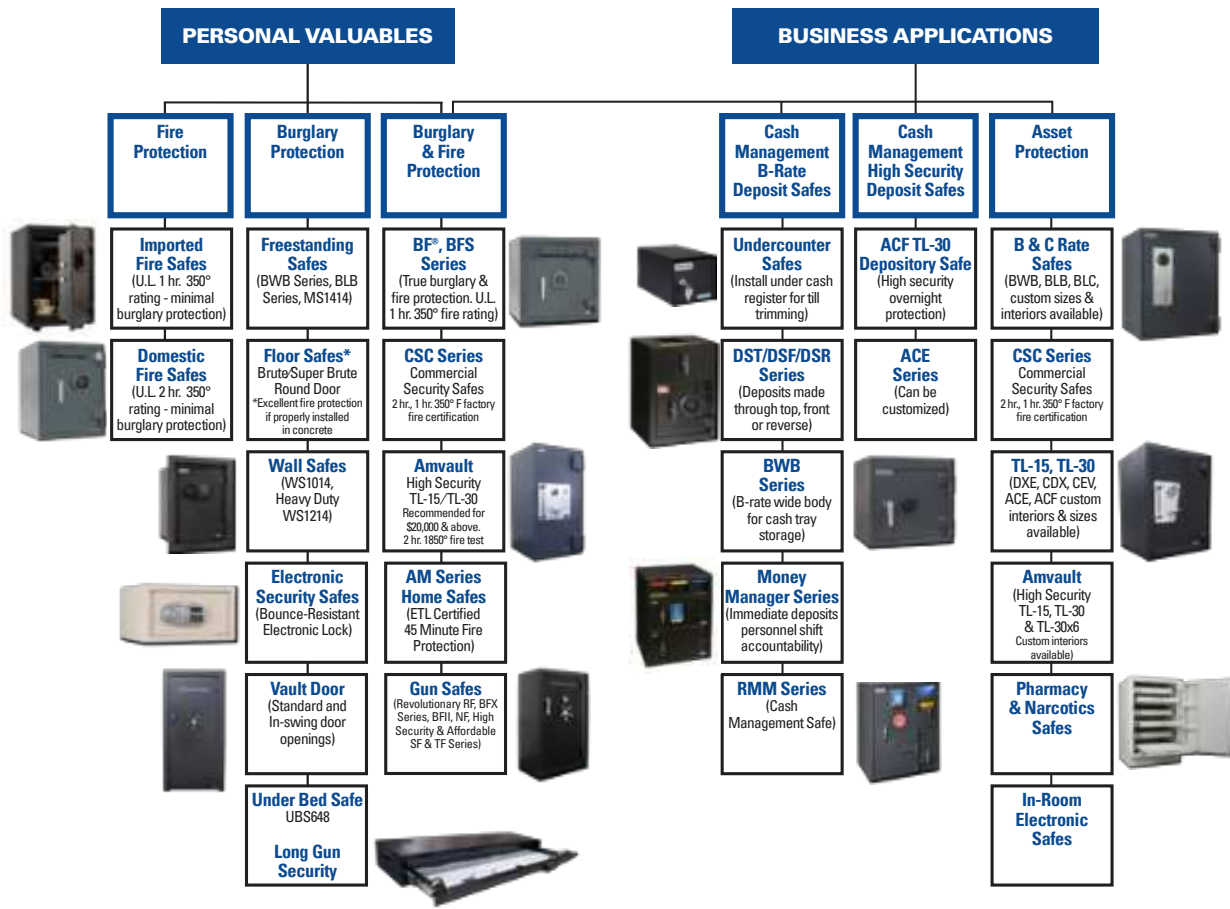 PERSONAL VALUABLES
BUSINESS APPLICATIONS
Fire
Protection
Imported
Fire Safes
(U.L. 1 hr. 350°
rating - minimal
burglary protection)
Domestic
Fire Safes
(U.L. 2 hr. 350°
rating - minimal
burglary protection)
Burglary
Protection
Freestanding
Safes
(BWB Series, BLB
Series, MS1414)
Floor Safes*
Brute/Super Brute
Round Door
*Excellent fire protection
if properly installed
in concrete
Wall Safes
(WS1014,
Heavy Duty
WS1214)
Electronic
Security Safes
(Bounce-Resistant
Electronic Lock)
Vault Door
(Standard and
In-swing door
openings)
Under Bed Safe
UBS648
Long Gun
Security
Burglary
& Fire
Protection
BF®, BFS
Series
(True burglary &
fire protection. U.L.
1 hr. 350° fire rating)
CSC Series
Commercial
Security Safes
2 hr., 1 hr. 350° F factory
fire certification
Amvault
High Security
TL-15/TL-30
Recommended for
$20,000 & above.
2 hr. 1850° fire test
AM Series
Home Safes
(ETL Certified
45 Minute Fire
Protection)
Gun Safes
(Revolutionary RF, BFX
Series, BFII, NF, High
Security & Affordable
SF & TF Series)
Cash
Management
B-Rate
Deposit Safes
Undercounter
Safes
(Install under cash
register for till
trimming)
DST/DSF/DSR
Series
(Deposits made
through top, front
or reverse)
BWB
Series
(B-rate wide body
for cash tray
storage)
Money
Manager Series
(Immediate deposits
personnel shift
accountability)
RMM Series
(Cash
Management Safe)
Cash
Management
High Security
Deposit Safes
ACF TL-30
Depository Safe
(High security
overnight
protection)
ACE
Series
(Can be
customized)
Asset
Protection
B & C Rate
Safes
(BWB, BLB, BLC,
custom sizes &
interiors available)
CSC Series
Commercial
Security Safes
2 hr., 1 hr. 350° F factory
fire certification
TL-15, TL-30
(DXE, CDX, CEV,
ACE, ACF custom
interiors & sizes
available)
Amvault
(High Security
TL-15, TL-30
& TL-30x6
Custom interiors
available)
Pharmacy
& Narcotics
Safes
In-Room
Electronic
Safes